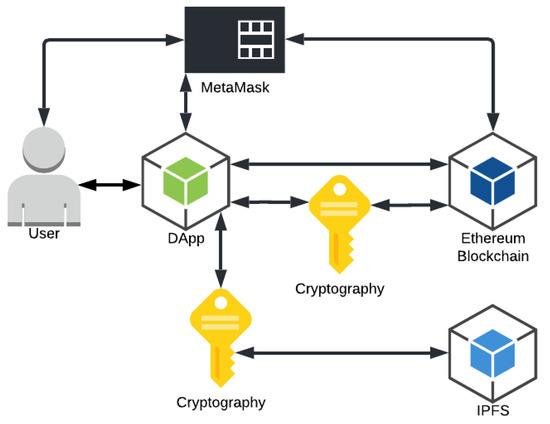 MetaMask
User
DApp
Ethereum
Blockchain
Cryptography
Cryptography
IPFS